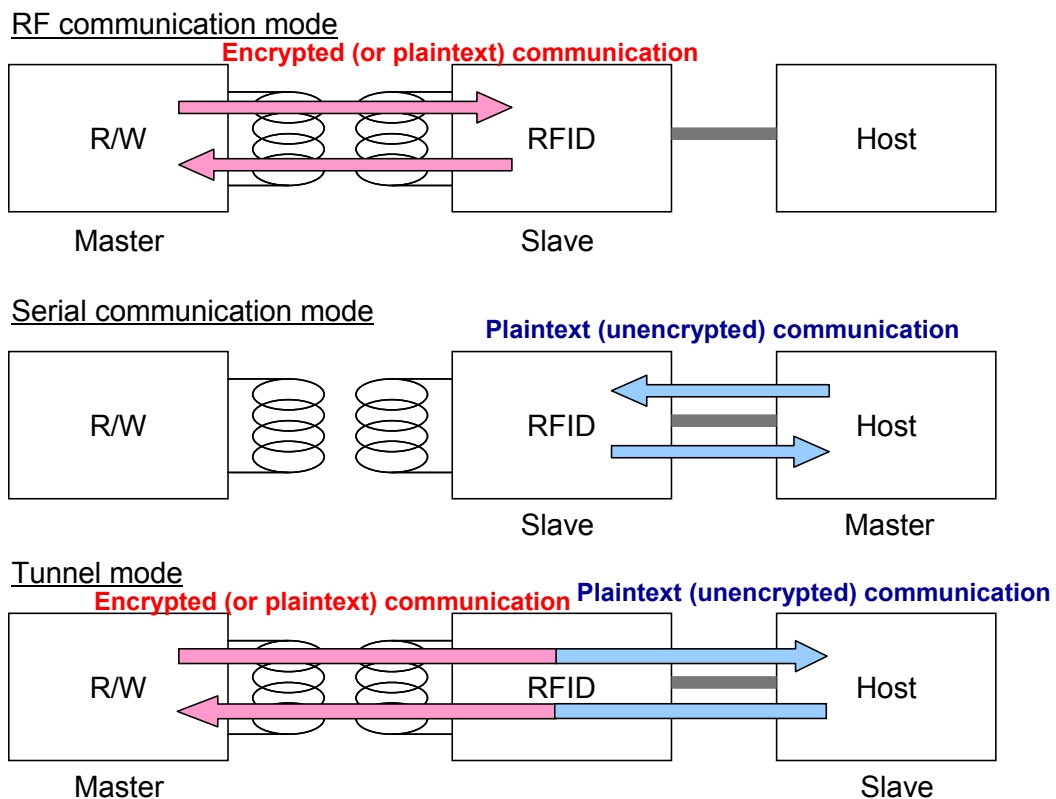 RF communication mode
Encrypted (or plaintext) communication
R/W
RFID
Host
Master
Slave
Serial communication mode
Plaintext (unencrypted) communication
R/W
RFID
Host
Slave
Master
Tunnel mode
Encrypted (or plaintext) communication
Plaintext (unencrypted) communication
R/W
RFID
Host
Master
Slave